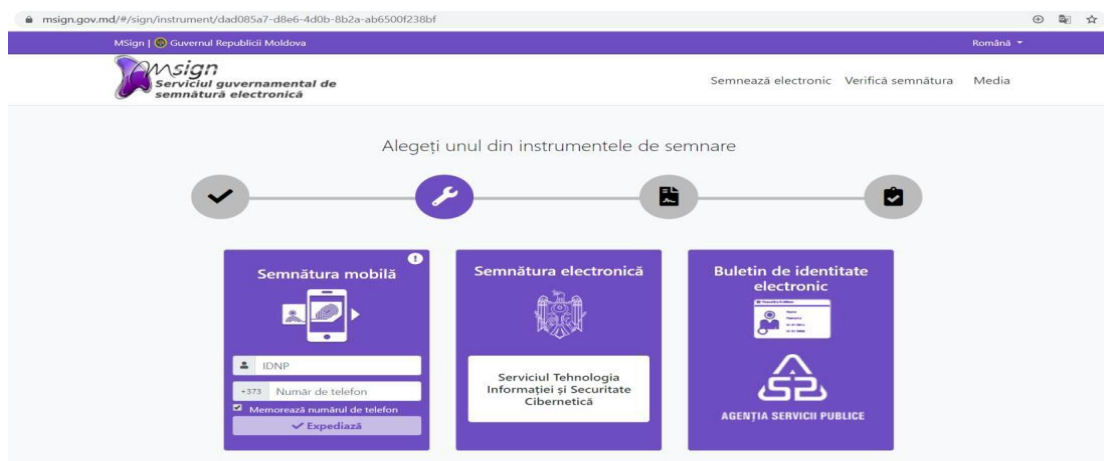 msign.gov.md/#/sign/instrument/dad085a7-d8e6-4d0b-8b2a-ab6500f238bf
MSign | Guvernul Republicii Moldova
Română
Msign
Serviciul guvernamental de
semnătură electronică
Semnează electronic Verifică semnătura Media
Alegeți unul din instrumentele de semnare
Semnătura mobilă
IDNP
+373 Număr de telefon
Memorează numărul de telefon
Expediază
Semnătura electronică
Serviciul Tehnologia
Informației și Securitate
Cibernetică
Buletin de identitate
electronic
AGENȚIA SERVICII PUBLICE